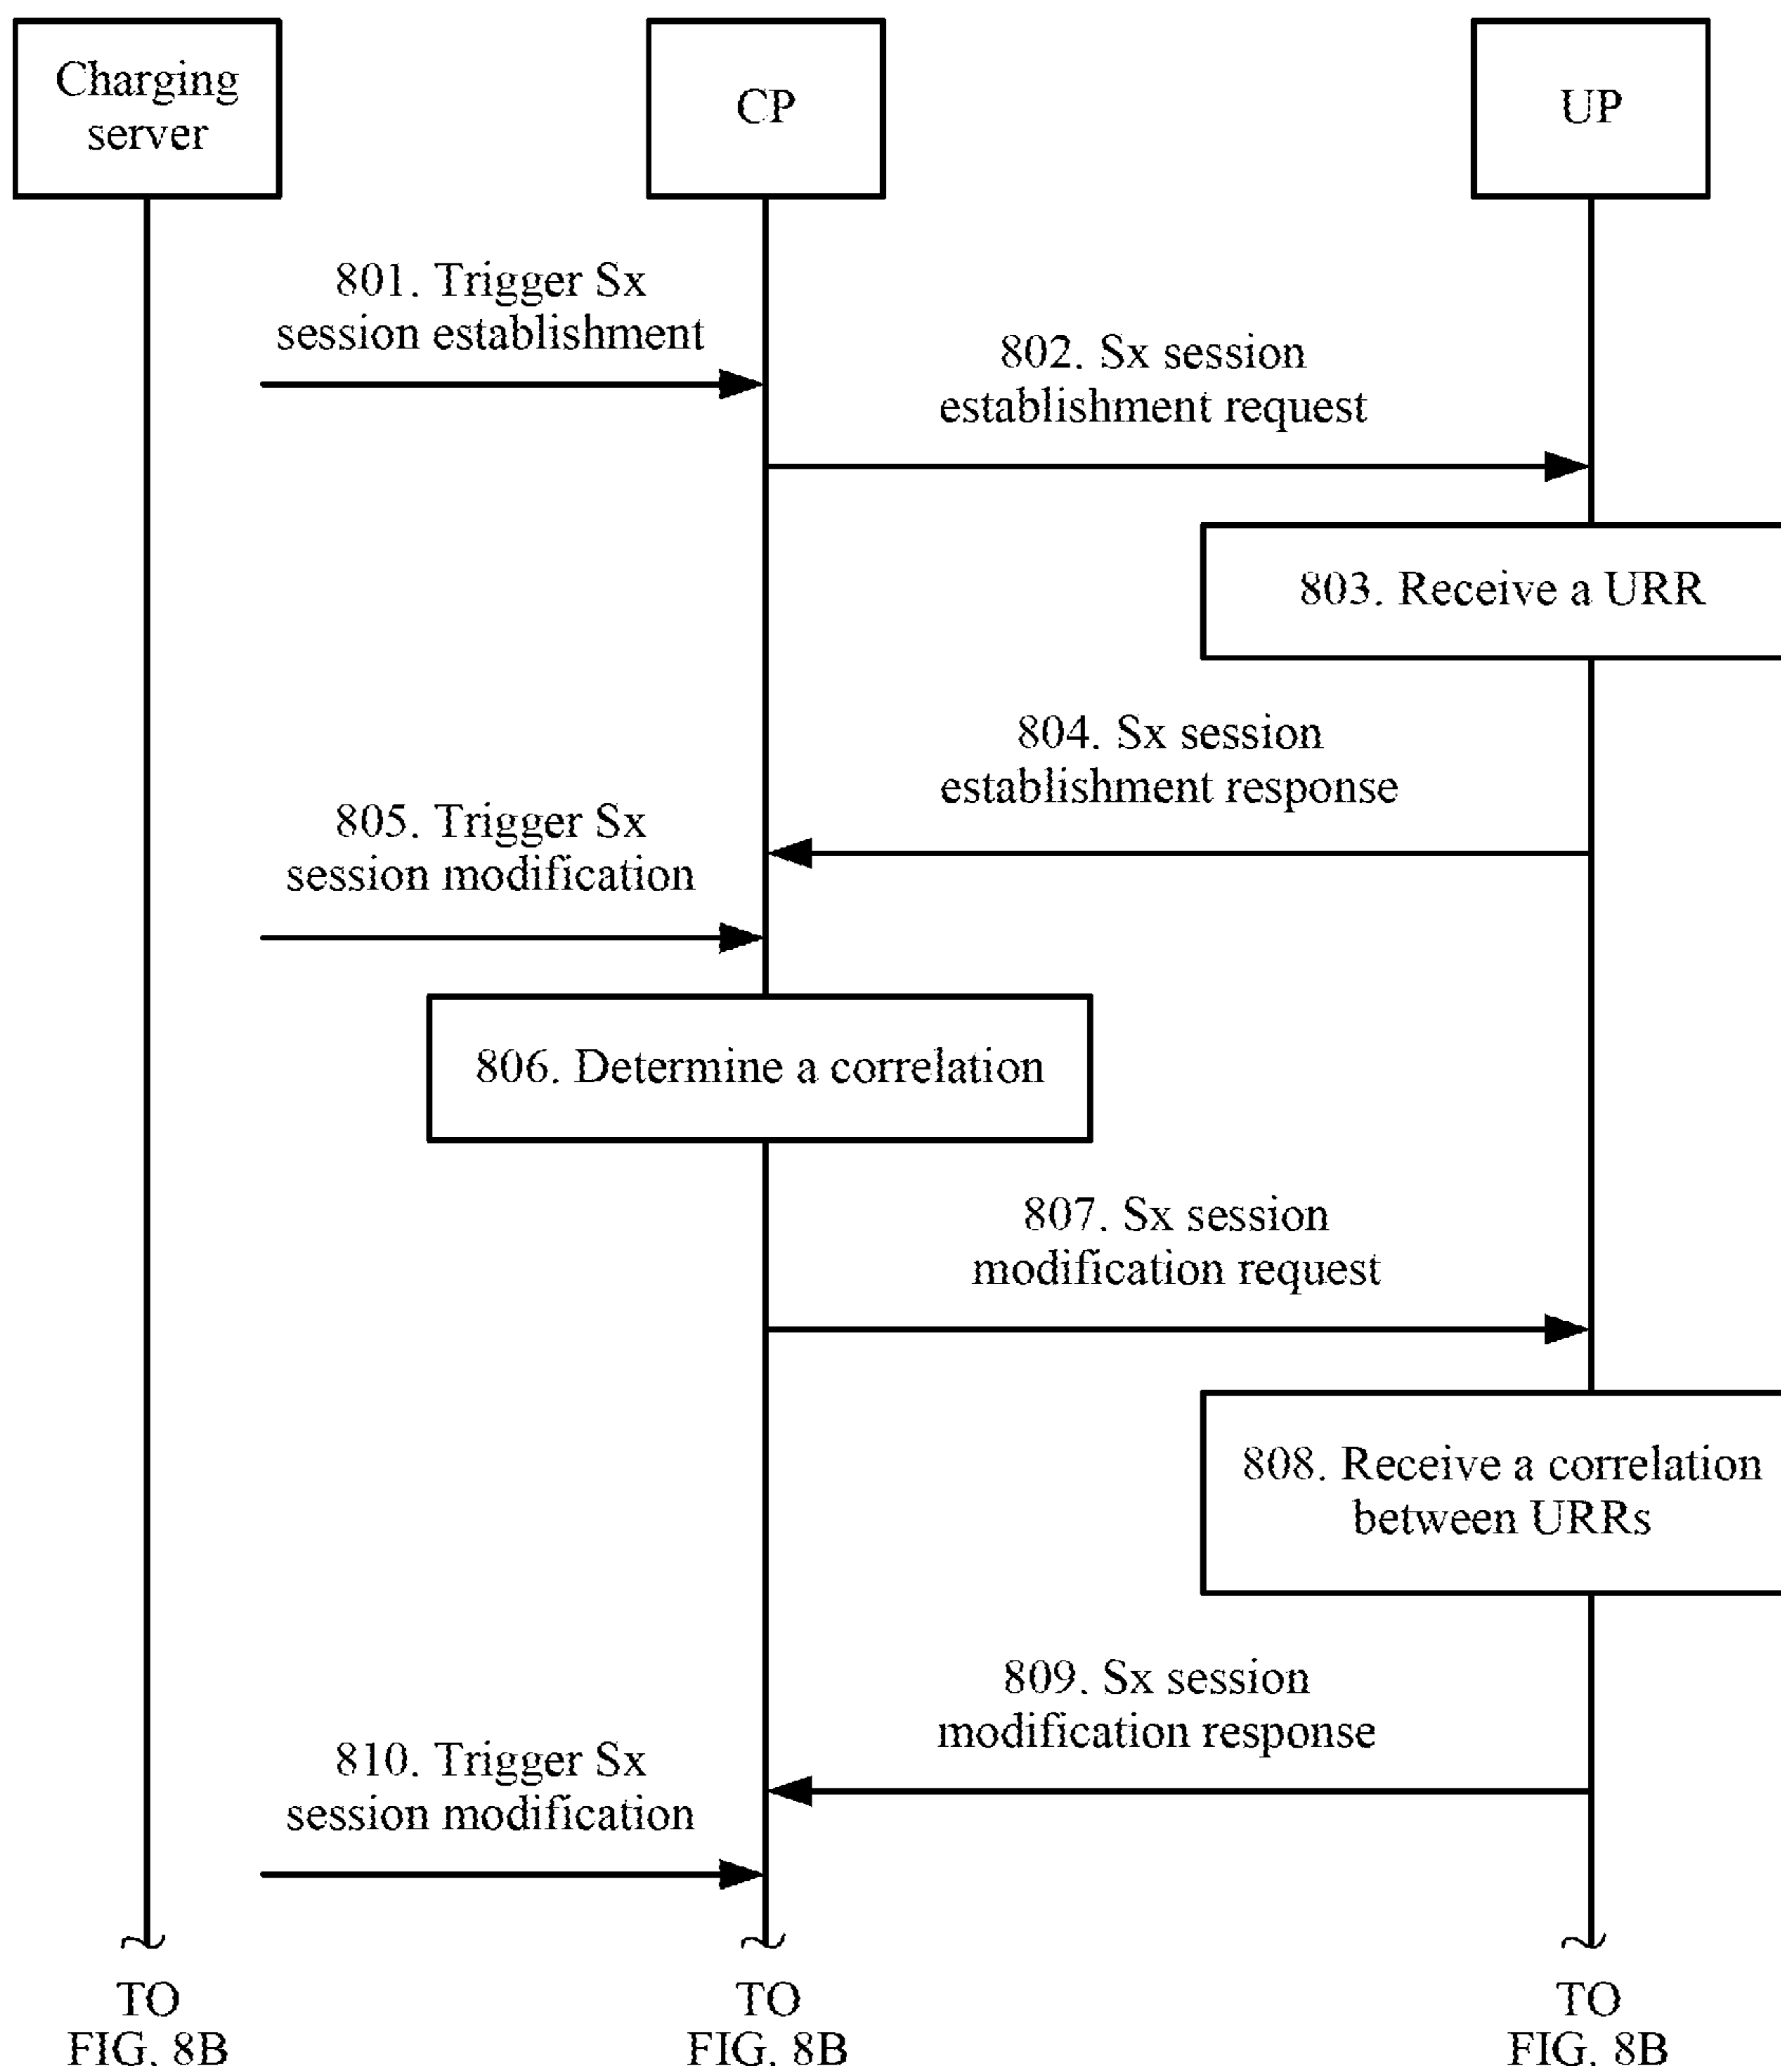 Charging
server
CP
UP
801. Trigger Sx
session establishment
802. Sx session
establishment request
803. Receive a URR
804. Sx session
establishment response
805. Trigger Sx
session modification
806. Determine a correlation
807. Sx session
modification request
808. Receive a correlation
between URRs
809. Sx session
modification response
810. Trigger Sx
session modification
TO
FIG. 8B
TO
FIG. 8B
TO
FIG. 8B